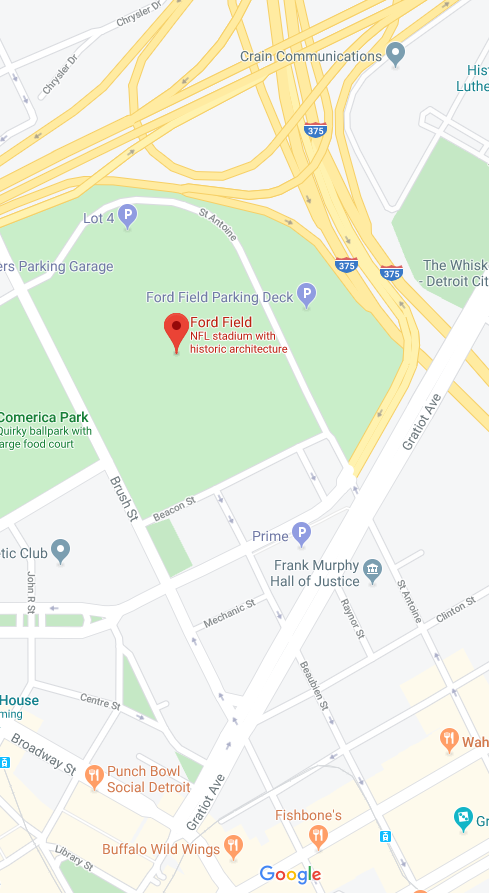 Chrysler Dr
Chrysler Dr
Crain Communications
Hist
Luthe
375
Lot 4
St Antoine
ers Parking Garage
375
375
The Whisk
- Detroit City
Ford Field Parking Deck
Ford Field
NFL stadium with
historic architecture
Comerica Park
Quirky ballpark with
large food court
Gratiot Ave
Brush St
Beacon St
Prime
etic Club
Frank Murphy
Hall of Justice
John R St
Mechanic St
Raynor St
St Antoine
Clinton St
Beaubien St
House
ming
Centre St
Broadway St
Wah
Punch Bowl
Social Detroit
Gratiot Ave
Fishbone's
Gr
Buffalo Wild Wings
Library St
Google